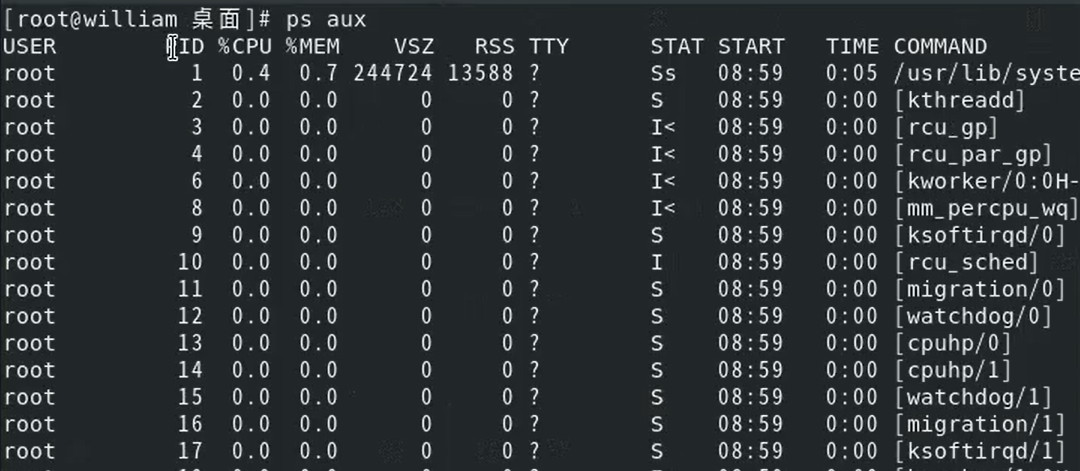 [root@william 桌面]# ps aux
USER PID %CPU %MEM VSZ RSS TTY STAT START TIME COMMAND
root 1 0.4 0.7 244724 13588 ? Ss 08:59 0:05 /usr/lib/syste
root 2 0.0 0.0 0 0 ? S 08:59 0:00 [kthreadd]
root 3 0.0 0.0 0 0 ? I< 08:59 0:00 [rcu_gp]
root 4 0.0 0.0 0 0 ? I< 08:59 0:00 [rcu_par_gp]
root 6 0.0 0.0 0 0 ? I< 08:59 0:00 [kworker/0:0H-
root 8 0.0 0.0 0 0 ? I< 08:59 0:00 [mm_percpu_wq]
root 9 0.0 0.0 0 0 ? S 08:59 0:00 [ksoftirqd/0]
root 10 0.0 0.0 0 0 ? I 08:59 0:00 [rcu_sched]
root 11 0.0 0.0 0 0 ? S 08:59 0:00 [migration/0]
root 12 0.0 0.0 0 0 ? S 08:59 0:00 [watchdog/0]
root 13 0.0 0.0 0 0 ? S 08:59 0:00 [cpuhp/0]
root 14 0.0 0.0 0 0 ? S 08:59 0:00 [cpuhp/1]
root 15 0.0 0.0 0 0 ? S 08:59 0:00 [watchdog/1]
root 16 0.0 0.0 0 0 ? S 08:59 0:00 [migration/1]
root 17 0.0 0.0 0 0 ? S 08:59 0:00 [ksoftirqd/1]